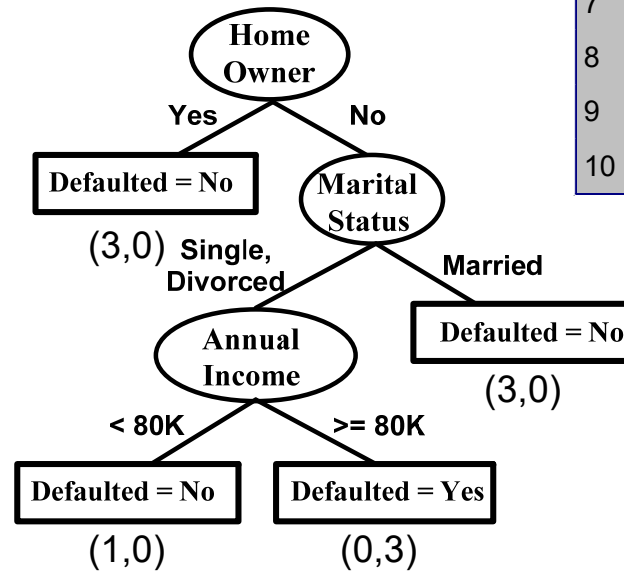 7
Home
Owner
8
Yes
No
9
10
Defaulted = No
Marital
Status
(3,0)
Single,
Divorced
Married
Annual
Income
Defaulted = No
(3,0)
< 80K
>= 80K
Defaulted = No
Defaulted = Yes
(1,0)
(0,3)